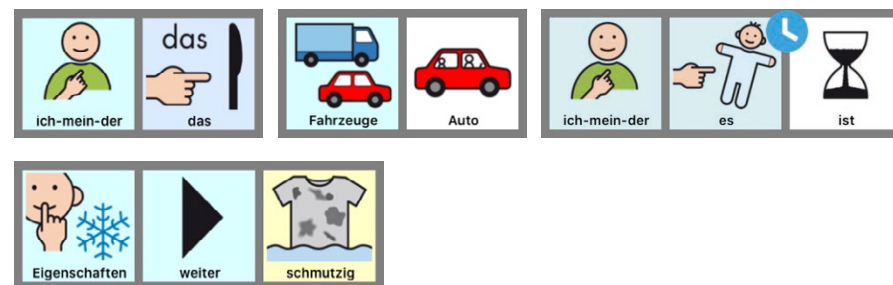 das
ich-mein-der das Fahrzeuge Auto ich-mein-der es ist
Eigenschaften weiter schmutzig